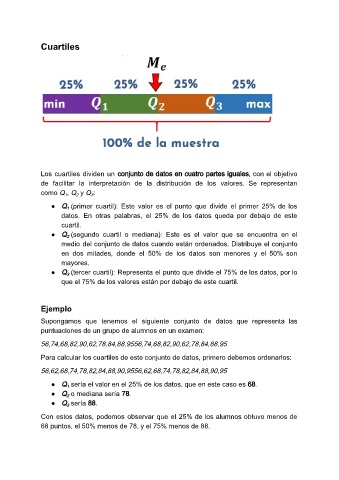 Cuartiles
Me
25% 25% 25% 25%
min Q1 Q2 Q3 max
100% de la muestra
Los cuartiles dividen un conjunto de datos en cuatro partes iguales, con el objetivo
de facilitar la interpretación de la distribución de los valores. Se representan
como Q₁, Q₂ y Q₃:
● Q₁ (primer cuartil): Este valor es el punto que divide el primer 25% de los
datos. En otras palabras, el 25% de los datos queda por debajo de este
cuartil.
● Q₂ (segundo cuartil o mediana): Este es el valor que se encuentra en el
medio del conjunto de datos cuando están ordenados. Distribuye el conjunto
en dos mitades, donde el 50% de los datos son menores y el 50% son
mayores.
● Q₃ (tercer cuartil): Representa el punto que divide el 75% de los datos, por lo
que el 75% de los valores están por debajo de este cuartil.
Ejemplo
Supongamos que tenemos el siguiente conjunto de datos que representa las
puntuaciones de un grupo de alumnos en un examen:
56,74,68,82,90,62,78,84,88,9556,74,68,82,90,62,78,84,88,95
Para calcular los cuartiles de este conjunto de datos, primero debemos ordenarlos:
56,62,68,74,78,82,84,88,90,9556,62,68,74,78,82,84,88,90,95
● Q₁ sería el valor en el 25% de los datos, que en este caso es 68.
● Q₂ o mediana sería 78.
● Q₃ sería 88.
Con estos datos, podemos observar que el 25% de los alumnos obtuvo menos de
68 puntos, el 50% menos de 78, y el 75% menos de 88.